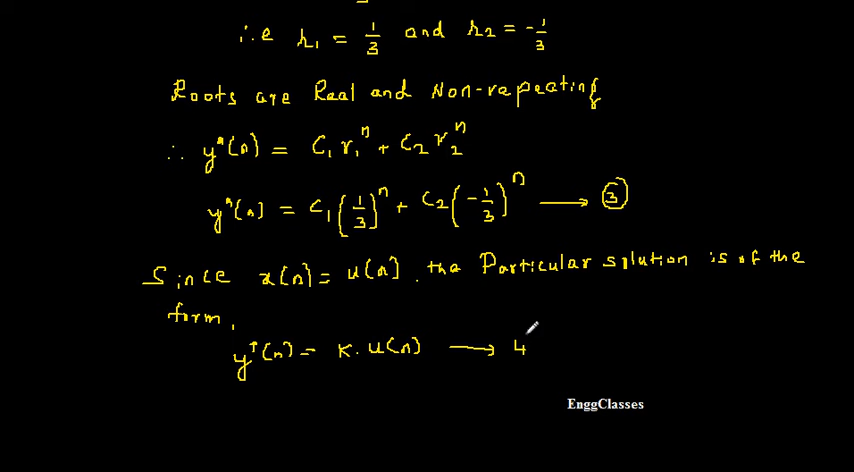 ∴ i.e r₁ = 1/3 and r₂ = -1/3
Roots are Real and Non-repeating
∴ yʰ(n) = C₁ r₁ⁿ + C₂ r₂ⁿ
yʰ(n) = C₁ (1/3)ⁿ + C₂ (-1/3)ⁿ → ③
Since x(n) = u(n), the Particular solution is of the
form,
yᵖ(n) = K. u(n) → 4
EnggClasses